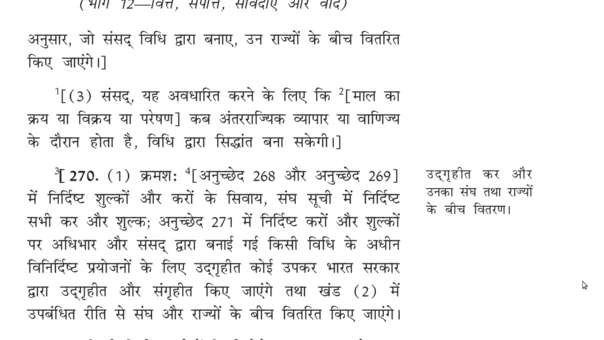 (भाग 12—वित्त, संपत्ति, संविदाएं और वाद)
अनुसार, जो संसद् विधि द्वारा बनाए, उन राज्यों के बीच वितरित
किए जाएंगे।]
¹[(3) संसद्, यह अवधारित करने के लिए कि ²[माल का
क्रय या विक्रय या परेषण] कब अंतरराज्यिक व्यापार या वाणिज्य
के दौरान होता है, विधि द्वारा सिद्धांत बना सकेगी।]
³[ 270. (1) क्रमश: ⁴[अनुच्छेद 268 और अनुच्छेद 269]
में निर्दिष्ट शुल्कों और करों के सिवाय, संघ सूची में निर्दिष्ट
सभी कर और शुल्क; अनुच्छेद 271 में निर्दिष्ट करों और शुल्कों
पर अधिभार और संसद् द्वारा बनाई गई किसी विधि के अधीन
विनिर्दिष्ट प्रयोजनों के लिए उद्गृहीत कोई उपकर भारत सरकार
द्वारा उद्गृहीत और संगृहीत किए जाएंगे तथा खंड (2) में
उपबंधित रीति से संघ और राज्यों के बीच वितरित किए जाएंगे।
उद्गृहीत कर और
उनका संघ तथा राज्यों
के बीच वितरण।